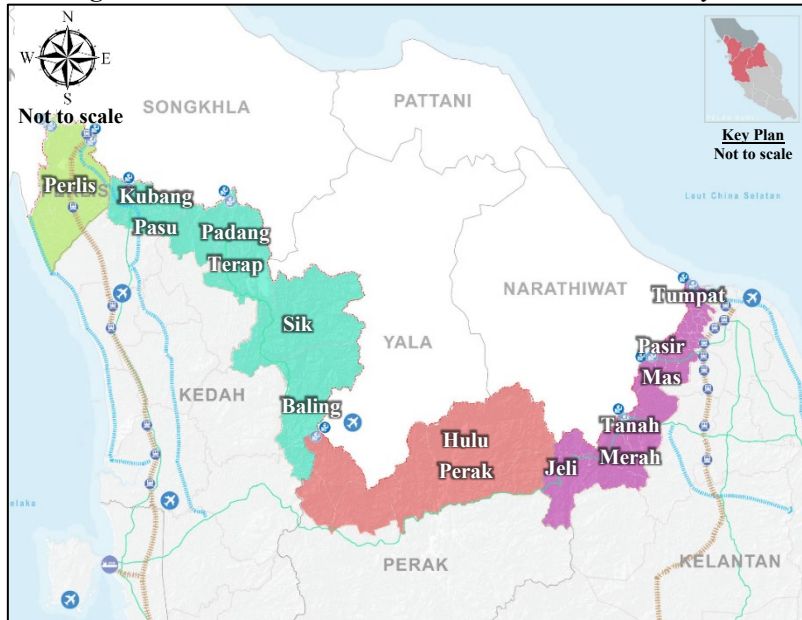 N
W E
S
Not to scale
SONGKHLA
PATTANI
Key Plan
Not to scale
Perlis
Kubang
Pasu
Padang
Terap
Laut China Selatan
NARATHIWAT
Tumpat
Sik
YALA
Pasir
Mas
KEDAH
Baling
Hulu
Perak
Tanah
Merah
Jeli
PERAK
KELANTAN